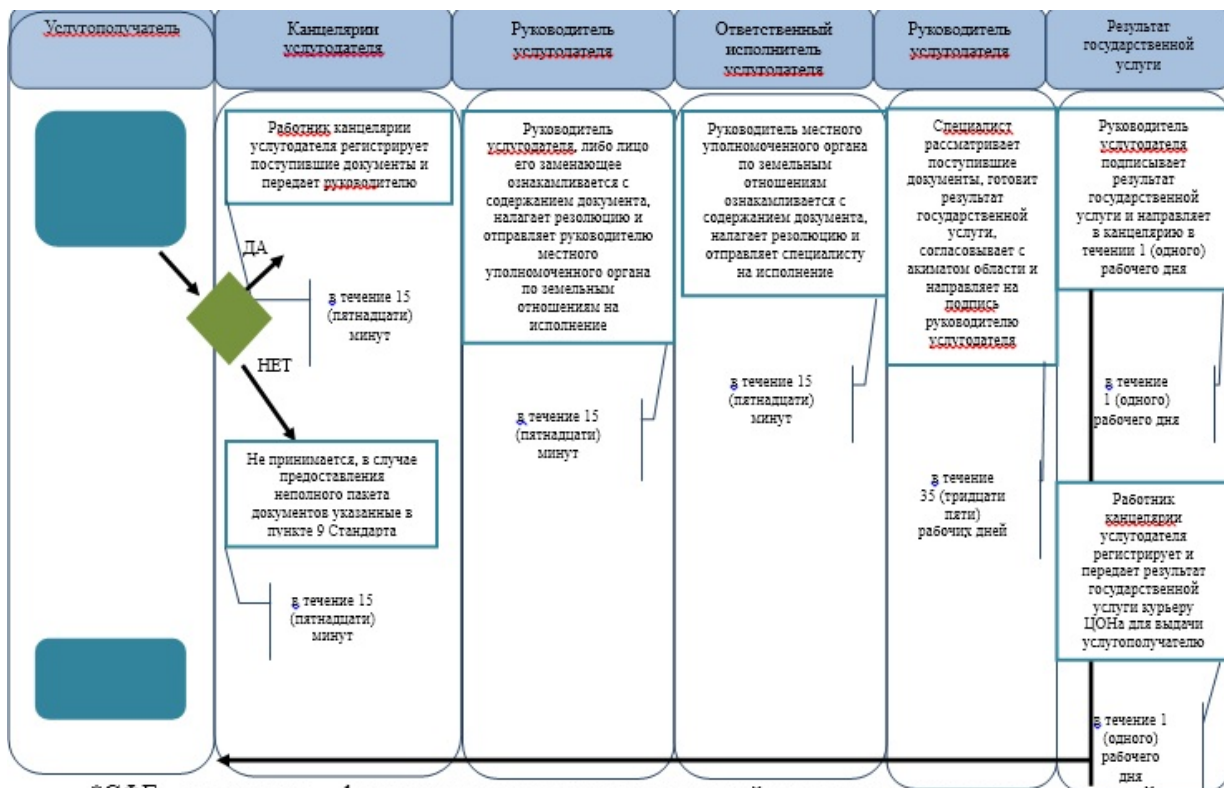 Услугополучатель
Канцелярии
услугодателя
Руководитель
услугодателя
Ответственный
исполнитель
услугодателя
Руководитель
услугодателя
Результат
государственной
услуги
Работник канцелярии
услугодателя регистрирует
поступившие документы и
передает руководителю
ДА
в течение 15
(пятнадцати)
минут
НЕТ
Не принимается, в случае
предоставления
неполного пакета
документов указанные в
пункте 9 Стандарта
в течение 15
(пятнадцати)
минут
Руководитель
услугодателя, либо лицо
его заменающее
ознакамливается с
содержанием документа,
налагает резолюцию и
отправляет руководителю
местного
уполномоченного органа
по земельным
отношениям на
исполнение
в течение 15
(пятнадцати)
минут
Руководитель местного
уполномоченного органа
по земельным
отношениям
ознакамливается с
содержанием документа,
налагает резолюцию и
отправляет специалисту
на исполнение
в течение 15
(пятнадцати)
минут
Специалист
рассматривает
поступившие
документы, готовит
результат
государственной
услуги,
согласовывает с
акиматом области и
направляет на
подпись
руководителю
услугодателя
в течение
35 (тридцати
пяти)
рабочих дней
Руководитель
услугодателя
подписывает
результат
государственной
услуги и направляет
в канцелярию в
течении 1 (одного)
рабочего дня
в течение
1 (одного)
рабочего дня
Работник
канцелярии
услугодателя
регистрирует и
передает результат
государственной
услуги курьеру
ЦОНа для выдачи
услугополучателю
в течение 1
(одного)
рабочего
дня